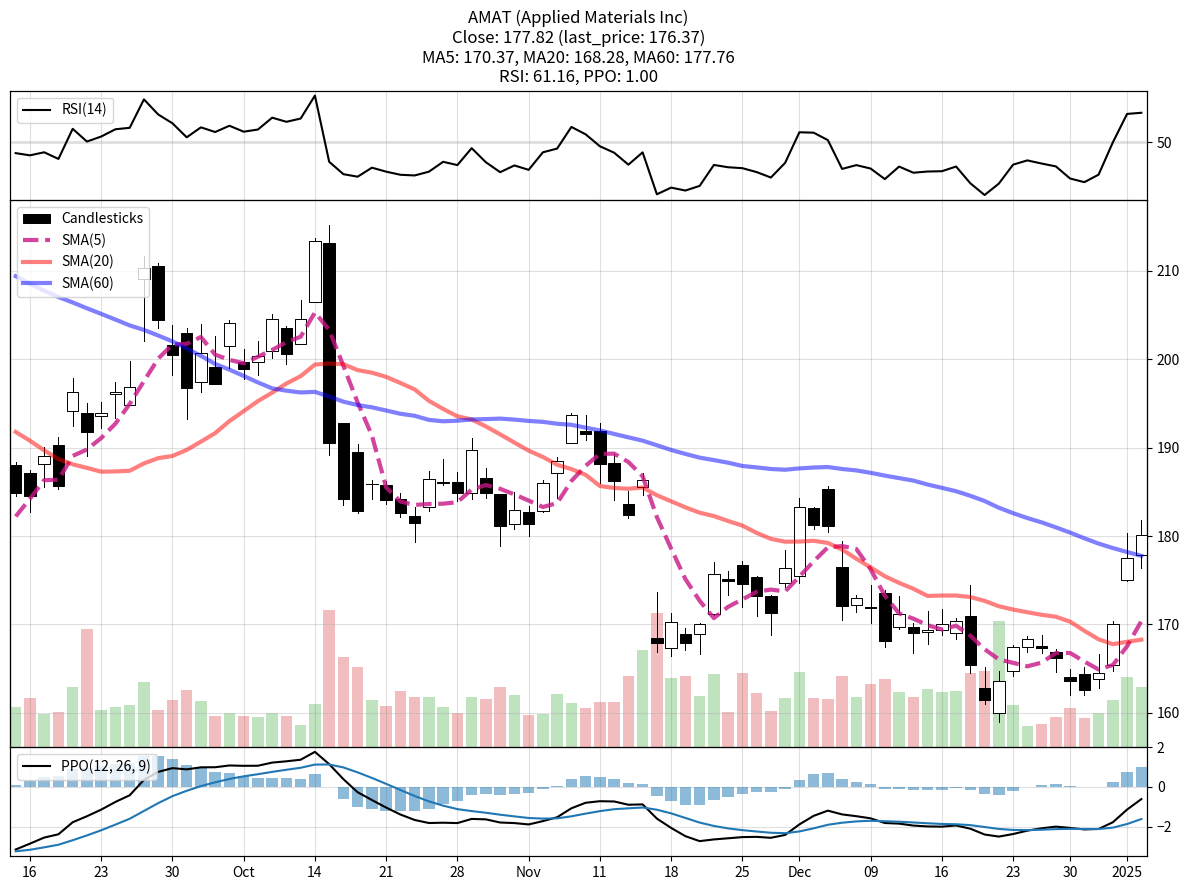 AMAT (Applied Materials Inc)
Close: 177.82 (last_price: 176.37)
MA5: 170.37, MA20: 168.28, MA60: 177.76
RSI: 61.16, PPO: 1.00
RSI(14)
50
Candlesticks
SMA(5)
SMA(20)
SMA(60)
210
200
190
180
170
160
PPO(12, 26, 9)
2
0
−2
16 23 30 Oct 14 21 28 Nov 11 18 25 Dec 09 16 23 30 2025